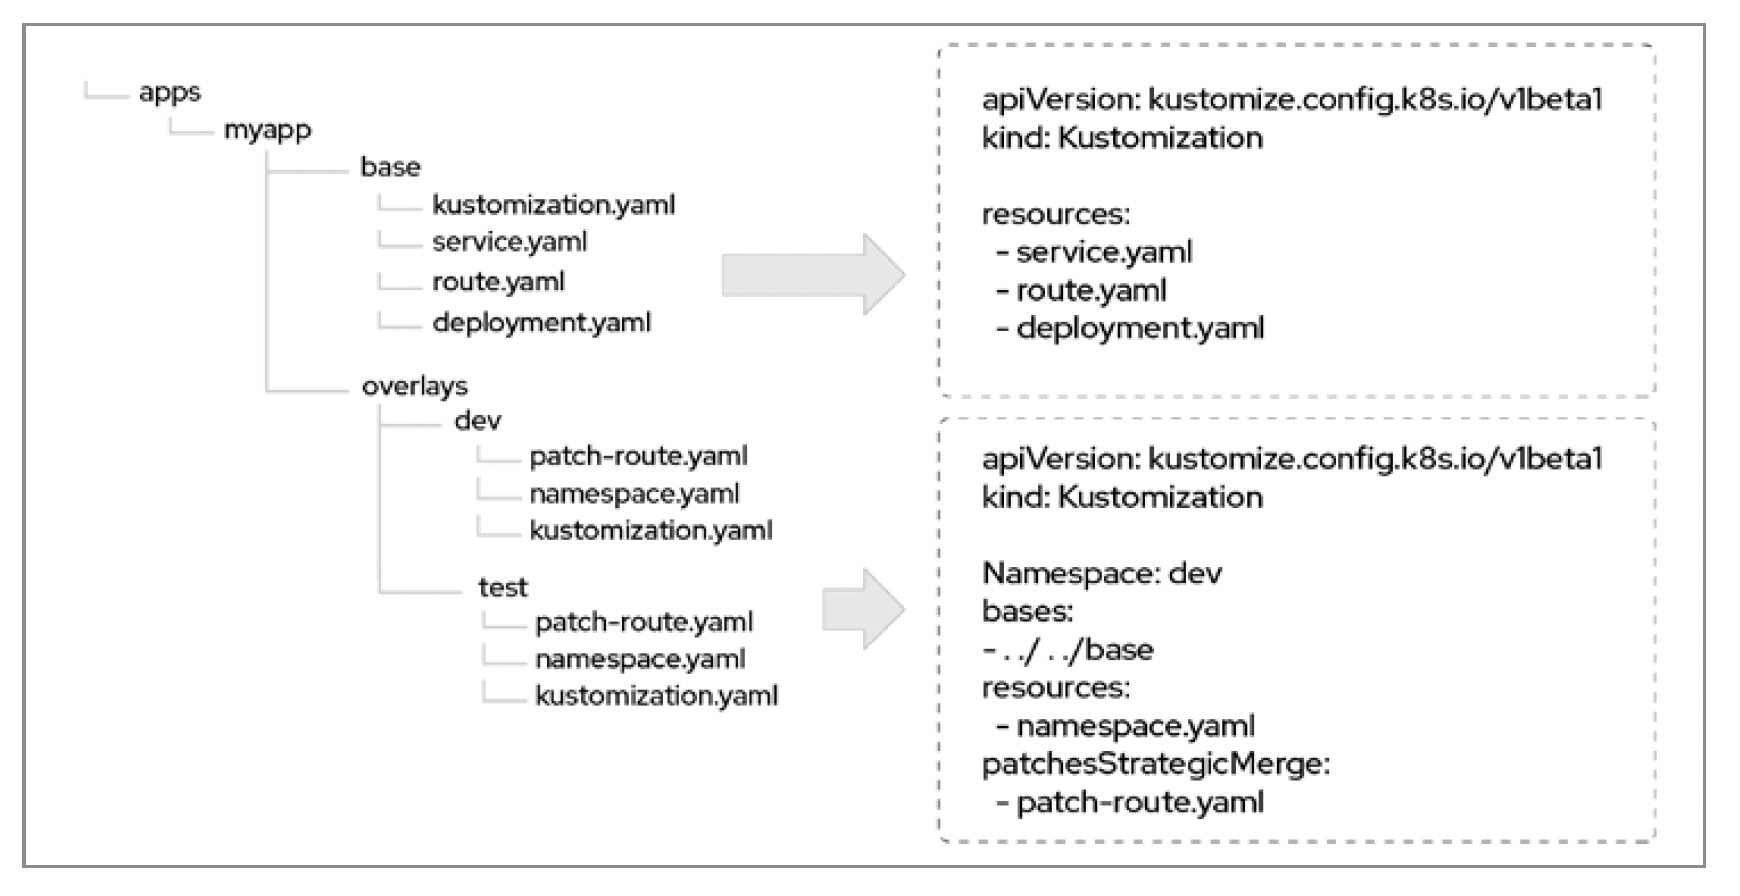 apps
myapp
base
kustomization.yaml
service.yaml
route.yaml
deployment.yaml
overlays
dev
patch-route.yaml
namespace.yaml
kustomization.yaml
test
patch-route.yaml
namespace.yaml
kustomization.yaml
apiVersion: kustomize.config.k8s.io/v1beta1
kind: Kustomization
resources:
- service.yaml
- route.yaml
- deployment.yaml
apiVersion: kustomize.config.k8s.io/v1beta1
kind: Kustomization
Namespace: dev
bases:
- . ./ . ./base
resources:
- namespace.yaml
patchesStrategicMerge:
- patch-route.yaml